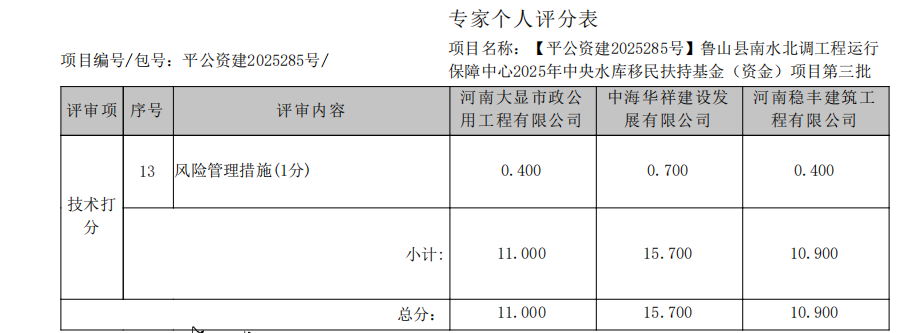 专家个人评分表
项目编号/包号：平公资建2025285号/
项目名称：【平公资建2025285号】鲁山县南水北调工程运行
保障中心2025年中央水库移民扶持基金（资金）项目第三批
评审项 序号 评审内容 河南大显市政公用工程有限公司 中海华祥建设发展有限公司 河南稳丰建筑工程有限公司
技术打分
13 风险管理措施(1分) 0.400 0.700 0.400
小计: 11.000 15.700 10.900
总分: 11.000 15.700 10.900